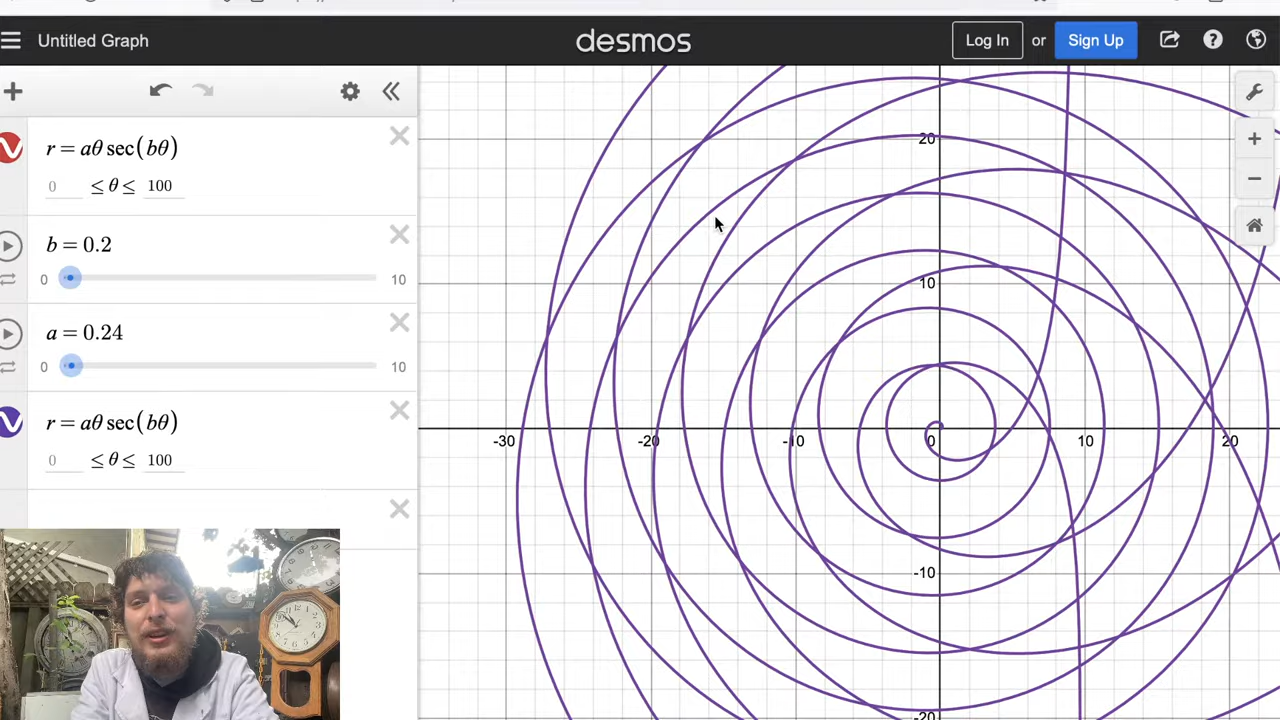 Untitled Graph
desmos
Log In or Sign Up
r = aθ sec(bθ)
0 ≤ θ ≤ 100
b = 0.2
0 10
a = 0.24
0 10
r = aθ sec(bθ)
0 ≤ θ ≤ 100
20
10
-30 -20 -10 0 10 20
-10
-20